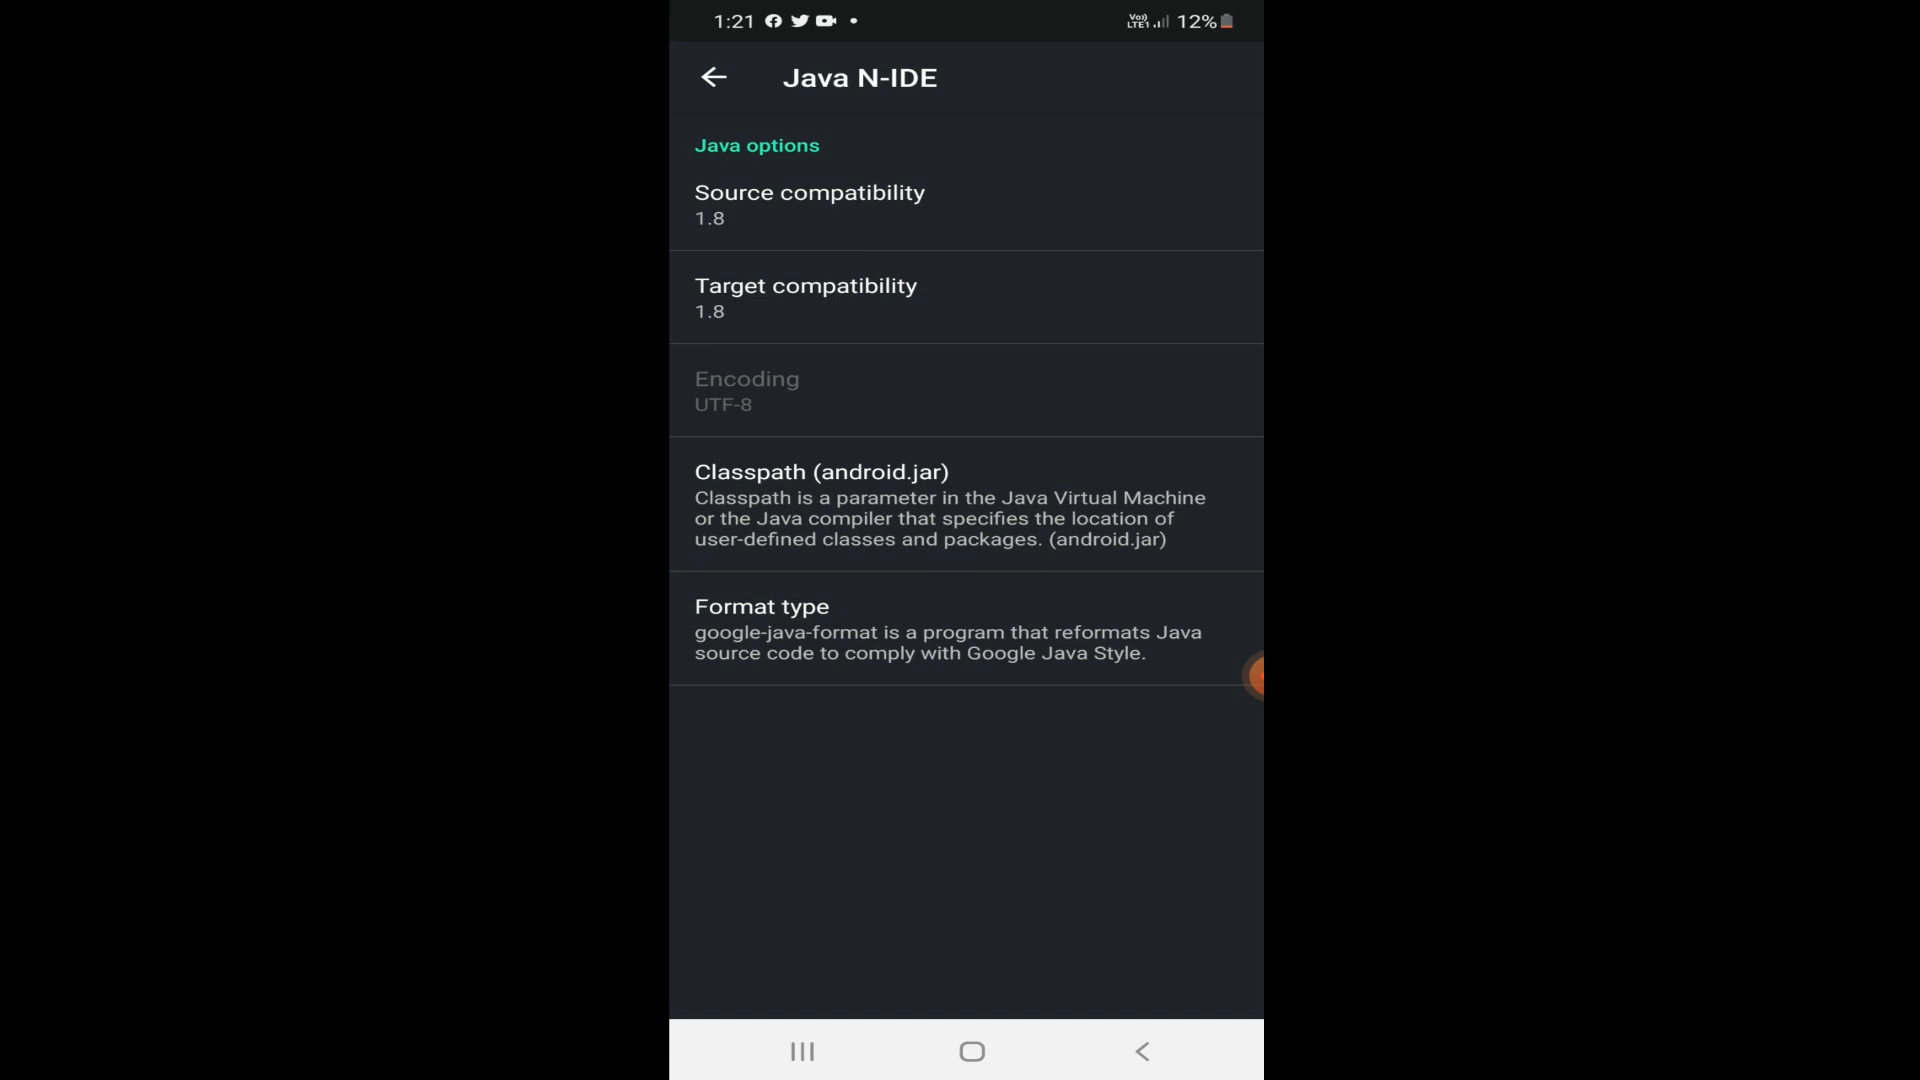 1:21
Vo))
LTE1
12%
Java N-IDE
Java options
Source compatibility
1.8
Target compatibility
1.8
Encoding
UTF-8
Classpath (android.jar)
Classpath is a parameter in the Java Virtual Machine
or the Java compiler that specifies the location of
user-defined classes and packages. (android.jar)
Format type
google-java-format is a program that reformats Java
source code to comply with Google Java Style.